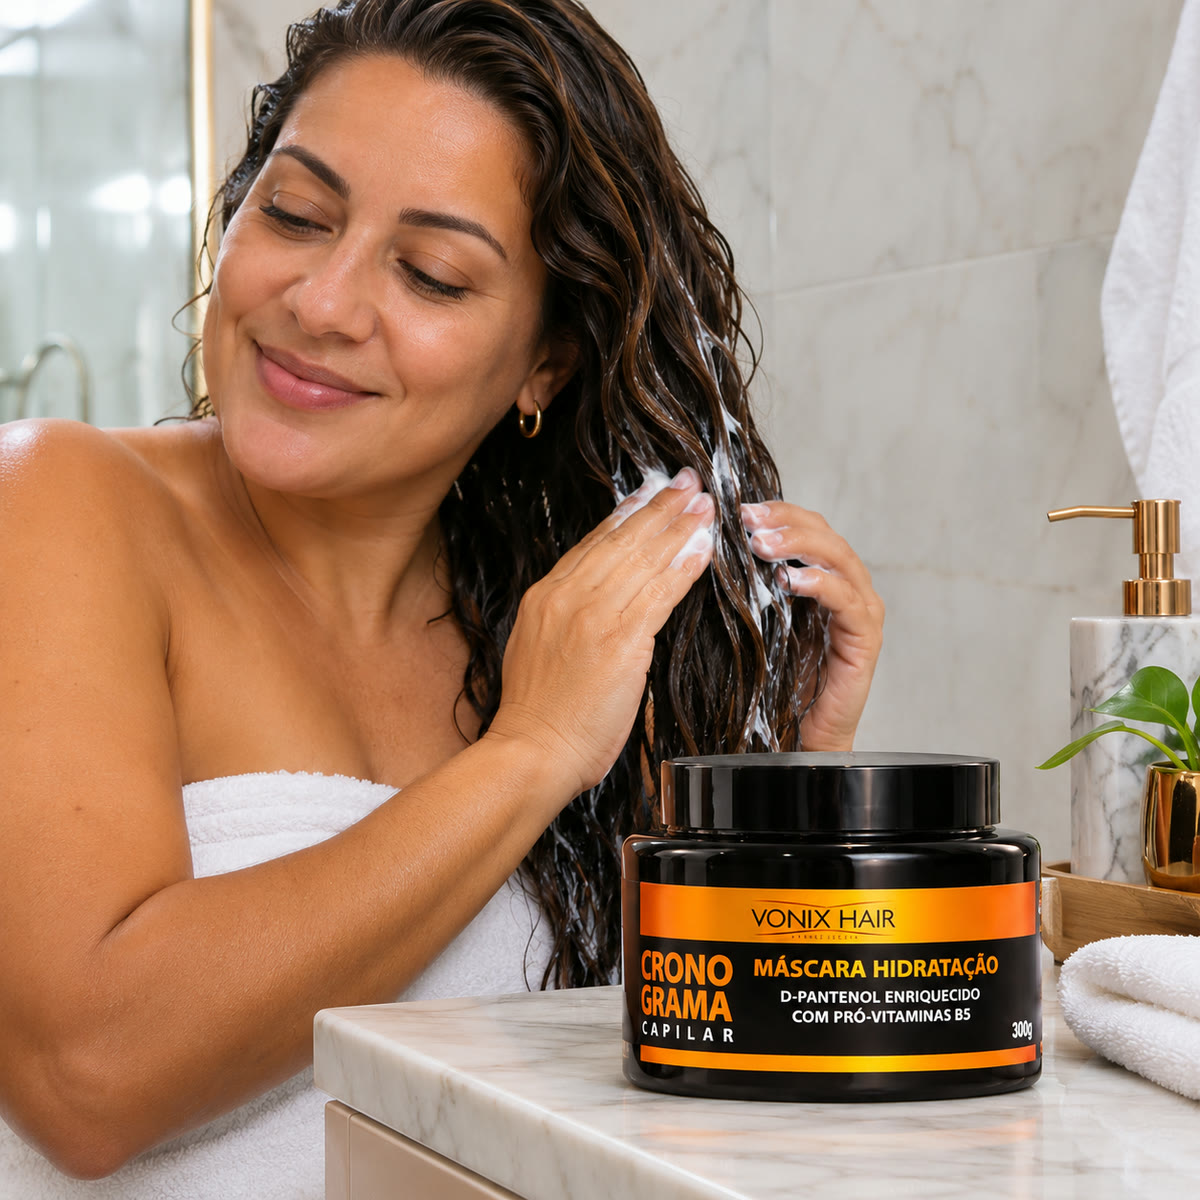 VONIX HAIR
CRONO
GRAMA
CAPILAR
MÁSCARA HIDRATAÇÃO
D-PANTENOL ENRIQUECIDO
COM PRÓ-VITAMINAS B5
300g